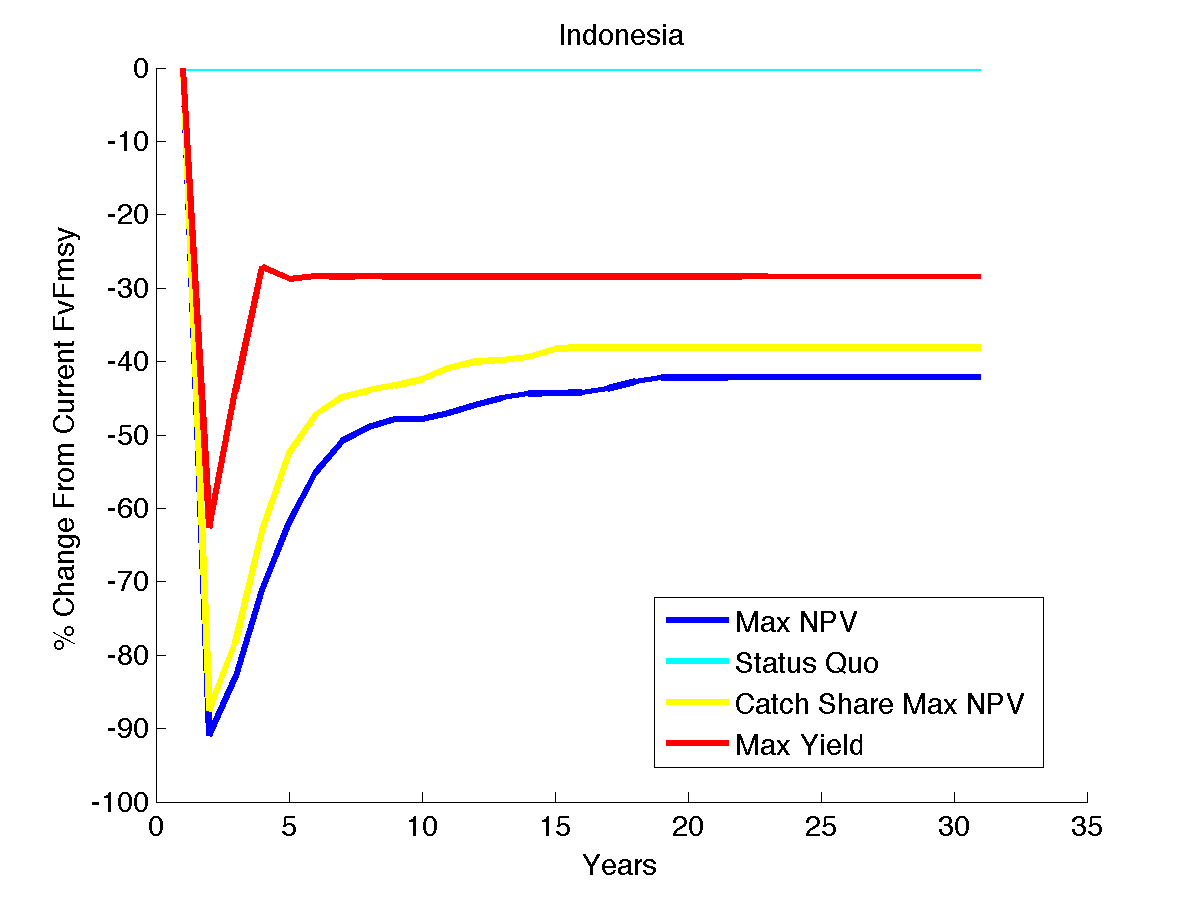 Indonesia
0
-10
-20
-30
-40
-50
-60
-70
-80
-90
-100
% Change From Current FvFmsy
0 5 10 15 20 25 30 35
Years
Max NPV
Status Quo
Catch Share Max NPV
Max Yield